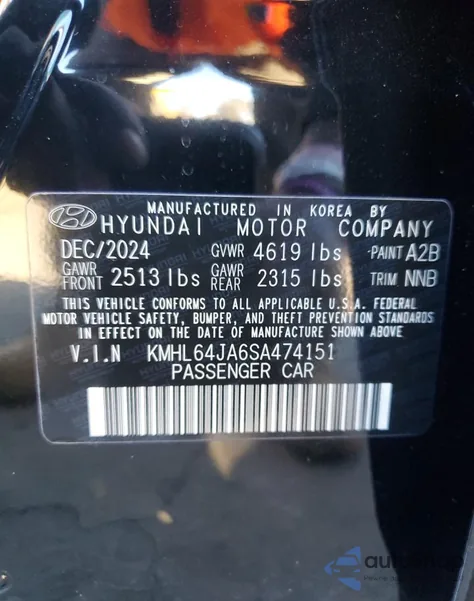 MANUFACTURED IN KOREA BY
HYUNDAI MOTOR COMPANY
DEC/2024 GVWR 4619 lbs PAINT A2B
GAWR FRONT 2513 lbs GAWR REAR 2315 lbs TRIM NNB
THIS VEHICLE CONFORMS TO ALL APPLICABLE U.S.A. FEDERAL
MOTOR VEHICLE SAFETY, BUMPER, AND THEFT PREVENTION STANDARDS
IN EFFECT ON THE DATE OF MANUFACTURE SHOWN ABOVE.
V.I.N KMHL64JA6SA474151
PASSENGER CAR